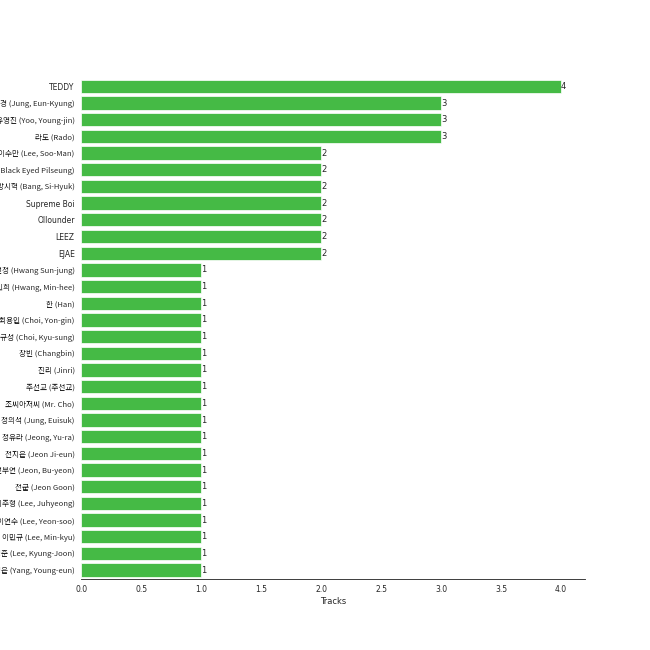 TEDDY 4
경 (Jung, Eun-Kyung) 3
유영진 (Yoo, Young-jin) 3
라도 (Rado) 3
이수만 (Lee, Soo-Man) 2
Black Eyed Pilseung) 2
방시혁 (Bang, Si-Hyuk) 2
Supreme Boi 2
Ollounder 2
LEEZ 2
EJAE 2
(Hwang Sun-jung) 1
(Hwang, Min-hee) 1
한 (Han) 1
최용입 (Choi, Yon-gin) 1
규성 (Choi, Kyu-sung) 1
창빈 (Changbin) 1
진리 (Jinri) 1
주선교 (주선교) 1
조씨아저씨 (Mr. Cho) 1
정의석 (Jung, Euisuk) 1
정유라 (Jeong, Yu-ra) 1
전지은 (Jeon Ji-eun) 1
부연 (Jeon, Bu-yeon) 1
전군 (Jeon Goon) 1
주형 (Lee, Juhyeong) 1
이연수 (Lee, Yeon-soo) 1
이민규 (Lee, Min-kyu) 1
준 (Lee, Kyung-Joon) 1
은 (Yang, Young-eun) 1
0.0 0.5 1.0 1.5 2.0 2.5 3.0 3.5 4.0
Tracks